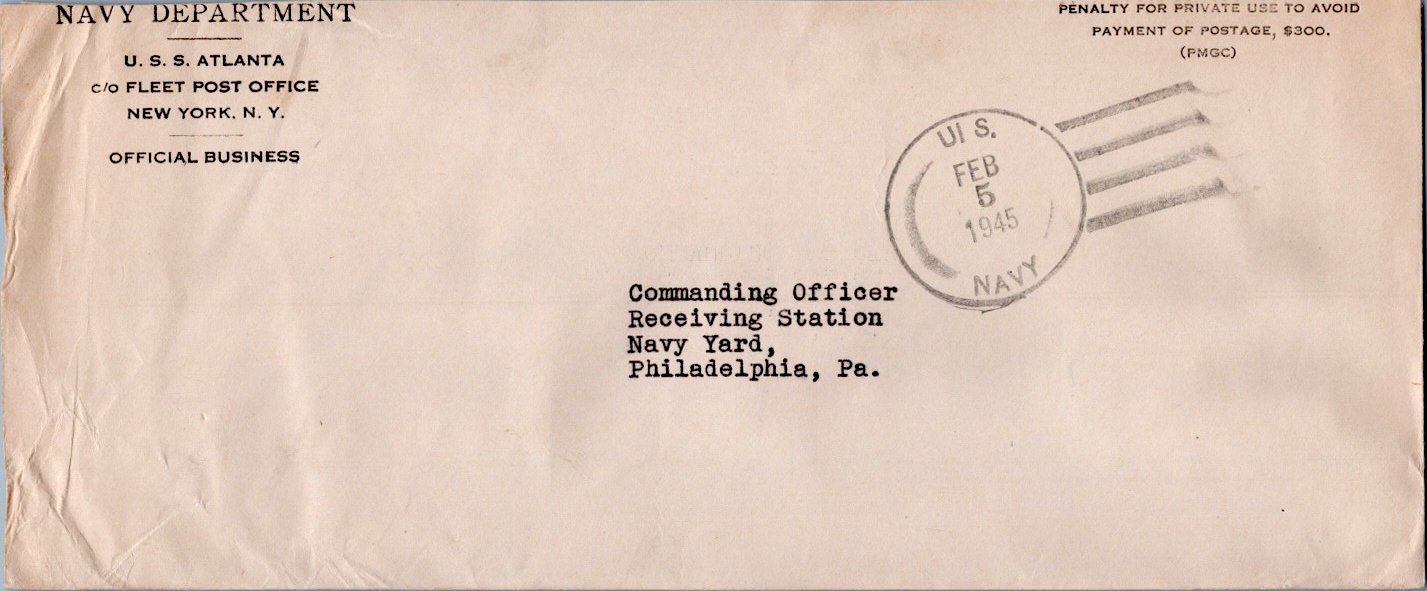 NAVY DEPARTMENT
U. S. S. ATLANTA
c/o FLEET POST OFFICE
NEW YORK, N. Y.
OFFICIAL BUSINESS
PENALTY FOR PRIVATE USE TO AVOID
PAYMENT OF POSTAGE, $300.
(PMGC)
U S.
FEB
5
1945
NAVY
Commanding Officer
Receiving Station
Navy Yard,
Philadelphia, Pa.